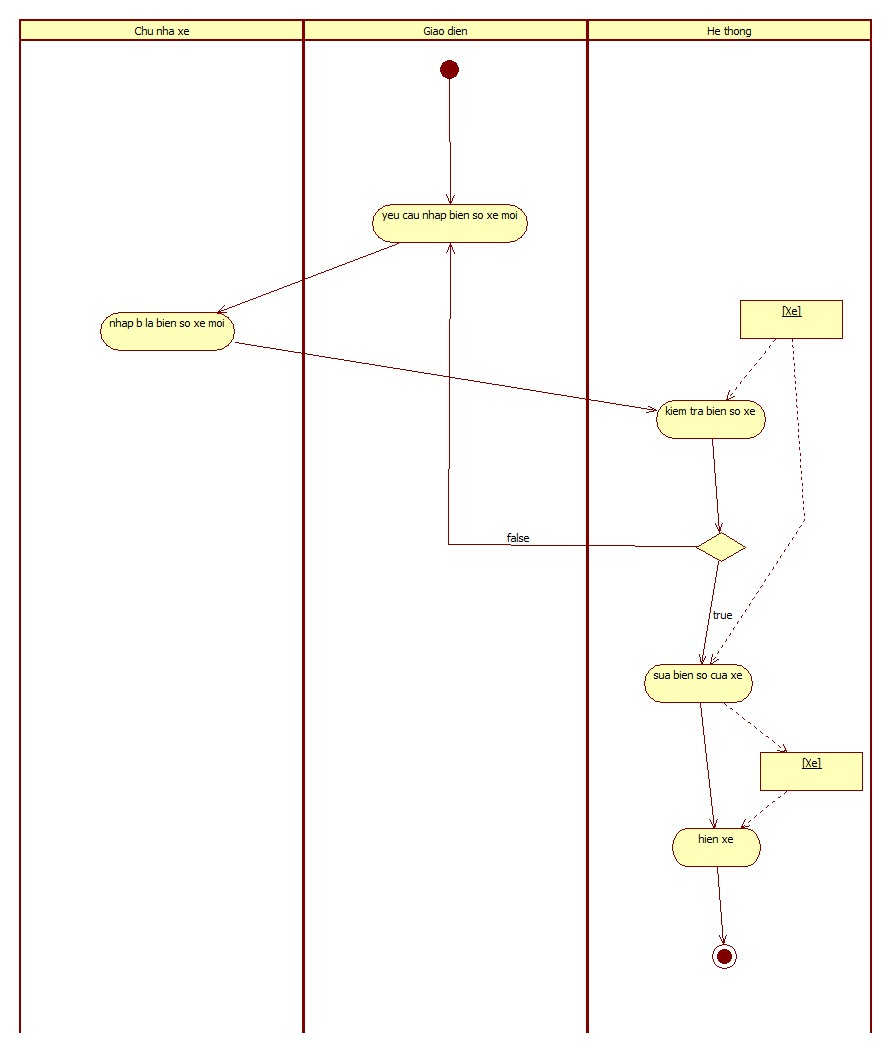 Chu nha xe
Giao dien
He thong
yeu cau nhap bien so xe moi
nhap b la bien so xe moi
[Xe]
kiem tra bien so xe
false
true
sua bien so cua xe
[Xe]
hien xe